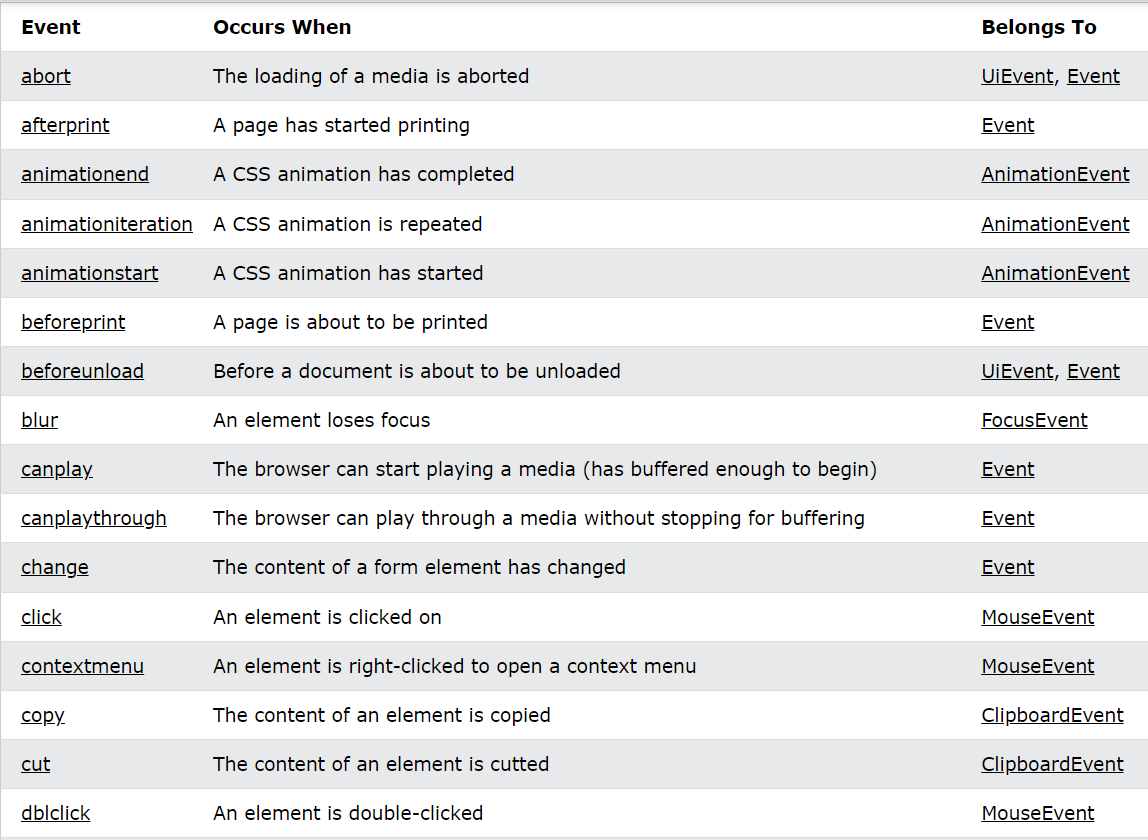 Event Occurs When Belongs To
abort The loading of a media is aborted UiEvent, Event
afterprint A page has started printing Event
animationend A CSS animation has completed AnimationEvent
animationiteration A CSS animation is repeated AnimationEvent
animationstart A CSS animation has started AnimationEvent
beforeprint A page is about to be printed Event
beforeunload Before a document is about to be unloaded UiEvent, Event
blur An element loses focus FocusEvent
canplay The browser can start playing a media (has buffered enough to begin) Event
canplaythrough The browser can play through a media without stopping for buffering Event
change The content of a form element has changed Event
click An element is clicked on MouseEvent
contextmenu An element is right-clicked to open a context menu MouseEvent
copy The content of an element is copied ClipboardEvent
cut The content of an element is cutted ClipboardEvent
dblclick An element is double-clicked MouseEvent